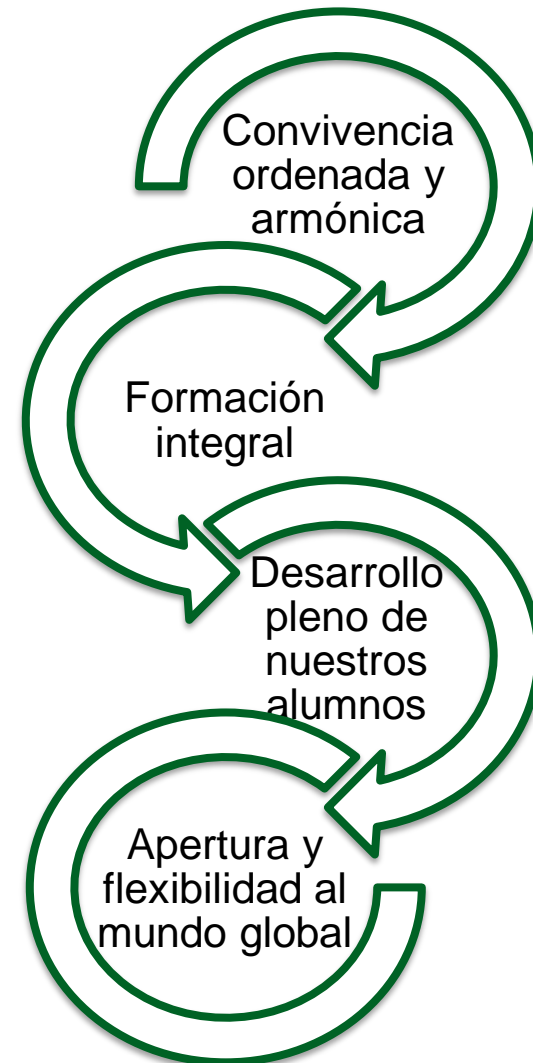 Convivencia
ordenada y
armónica
Formación
integral
Desarrollo
pleno de
nuestros
alumnos
Apertura y
flexibilidad al
mundo global